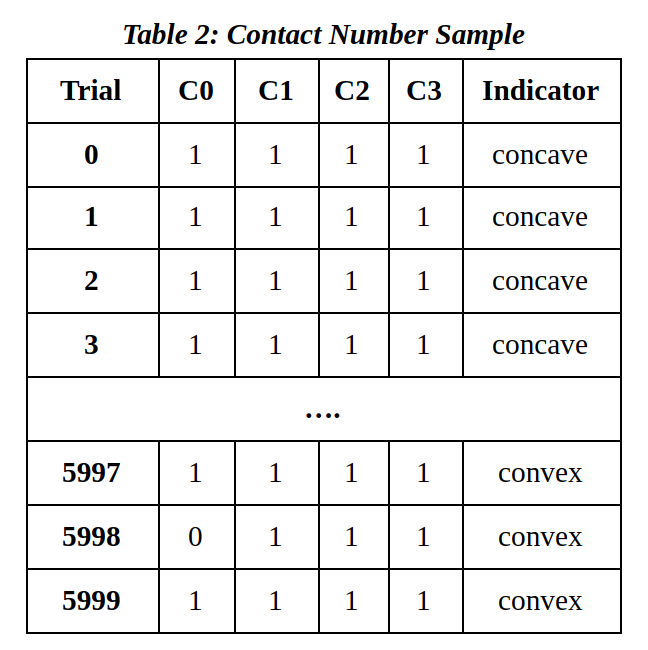 Table 2: Contact Number Sample
Trial C0 C1 C2 C3 Indicator
0 1 1 1 1 concave
1 1 1 1 1 concave
2 1 1 1 1 concave
3 1 1 1 1 concave
....
5997 1 1 1 1 convex
5998 0 1 1 1 convex
5999 1 1 1 1 convex